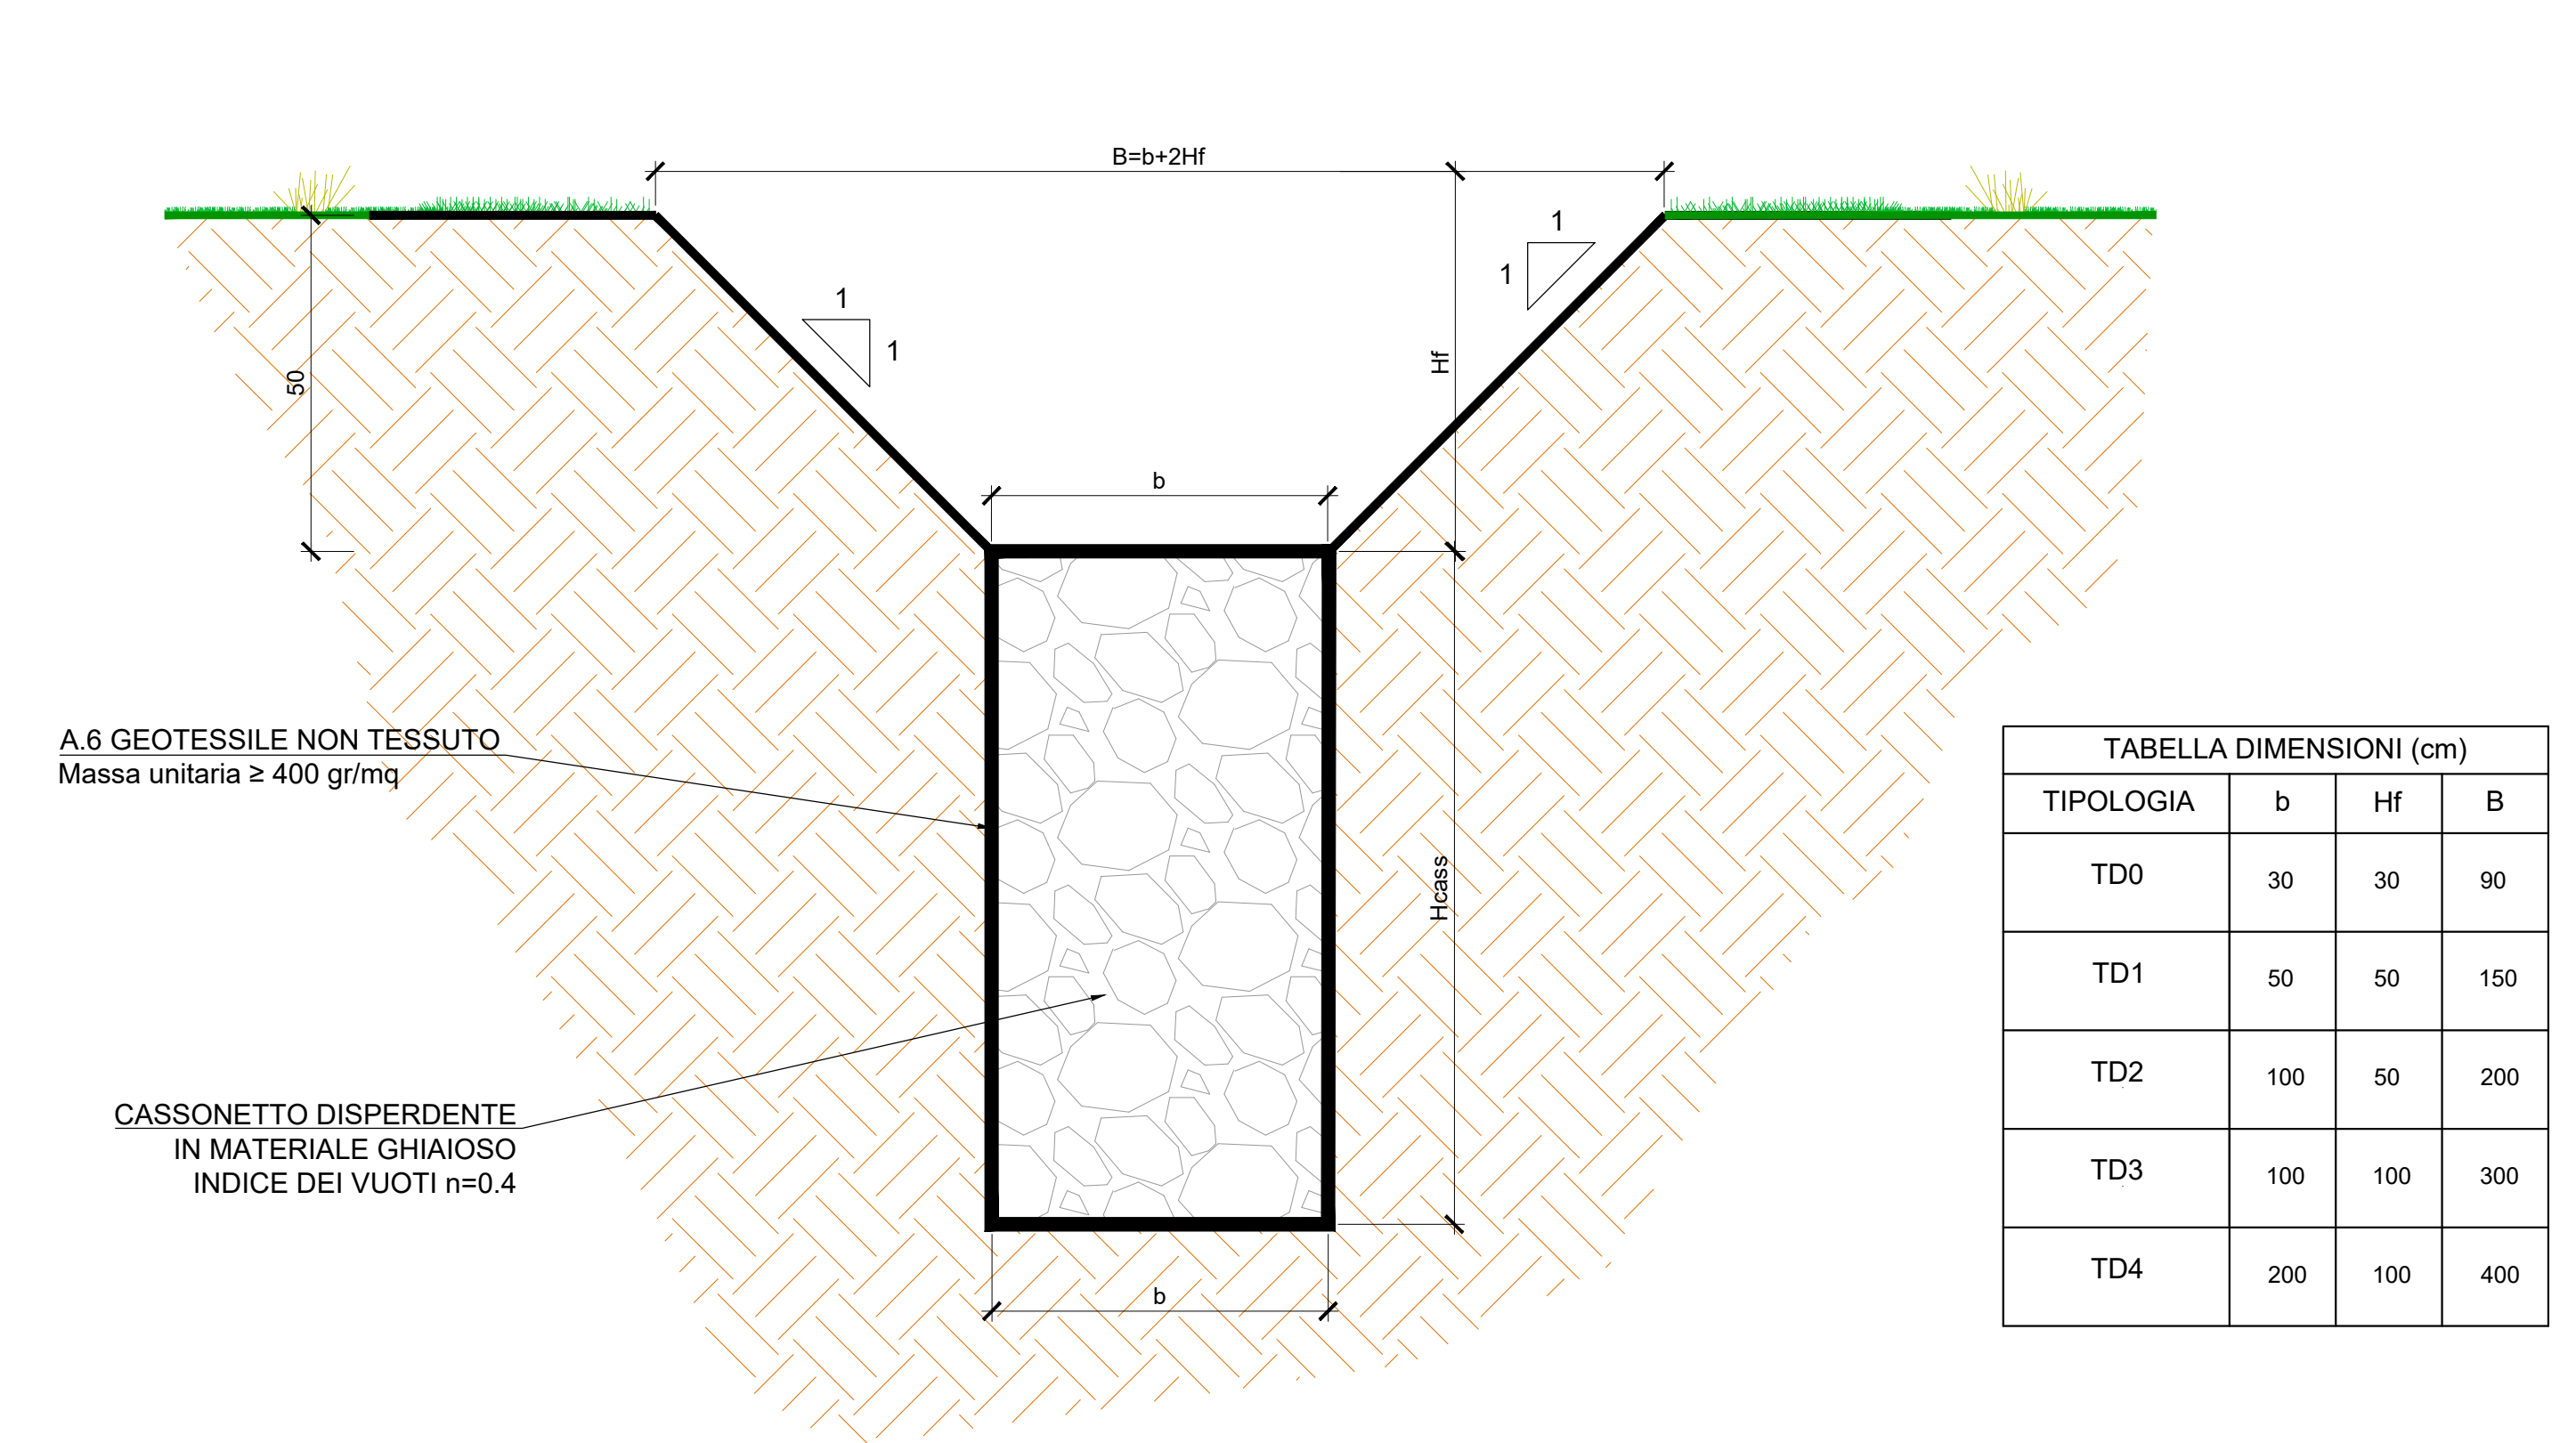 B=b+2Hf
1
1
1
1
50
Hf
b
A.6 GEOTESSILE NON TESSUTO
Massa unitaria ≥ 400 gr/mq
Hcass
CASSONETTO DISPERDENTE
IN MATERIALE GHIAIOSO
INDICE DEI VUOTI n=0.4
b
TABELLA DIMENSIONI (cm)
TIPOLOGIA b Hf B
TD0 30 30 90
TD1 50 50 150
TD2 100 50 200
TD3 100 100 300
TD4 200 100 400